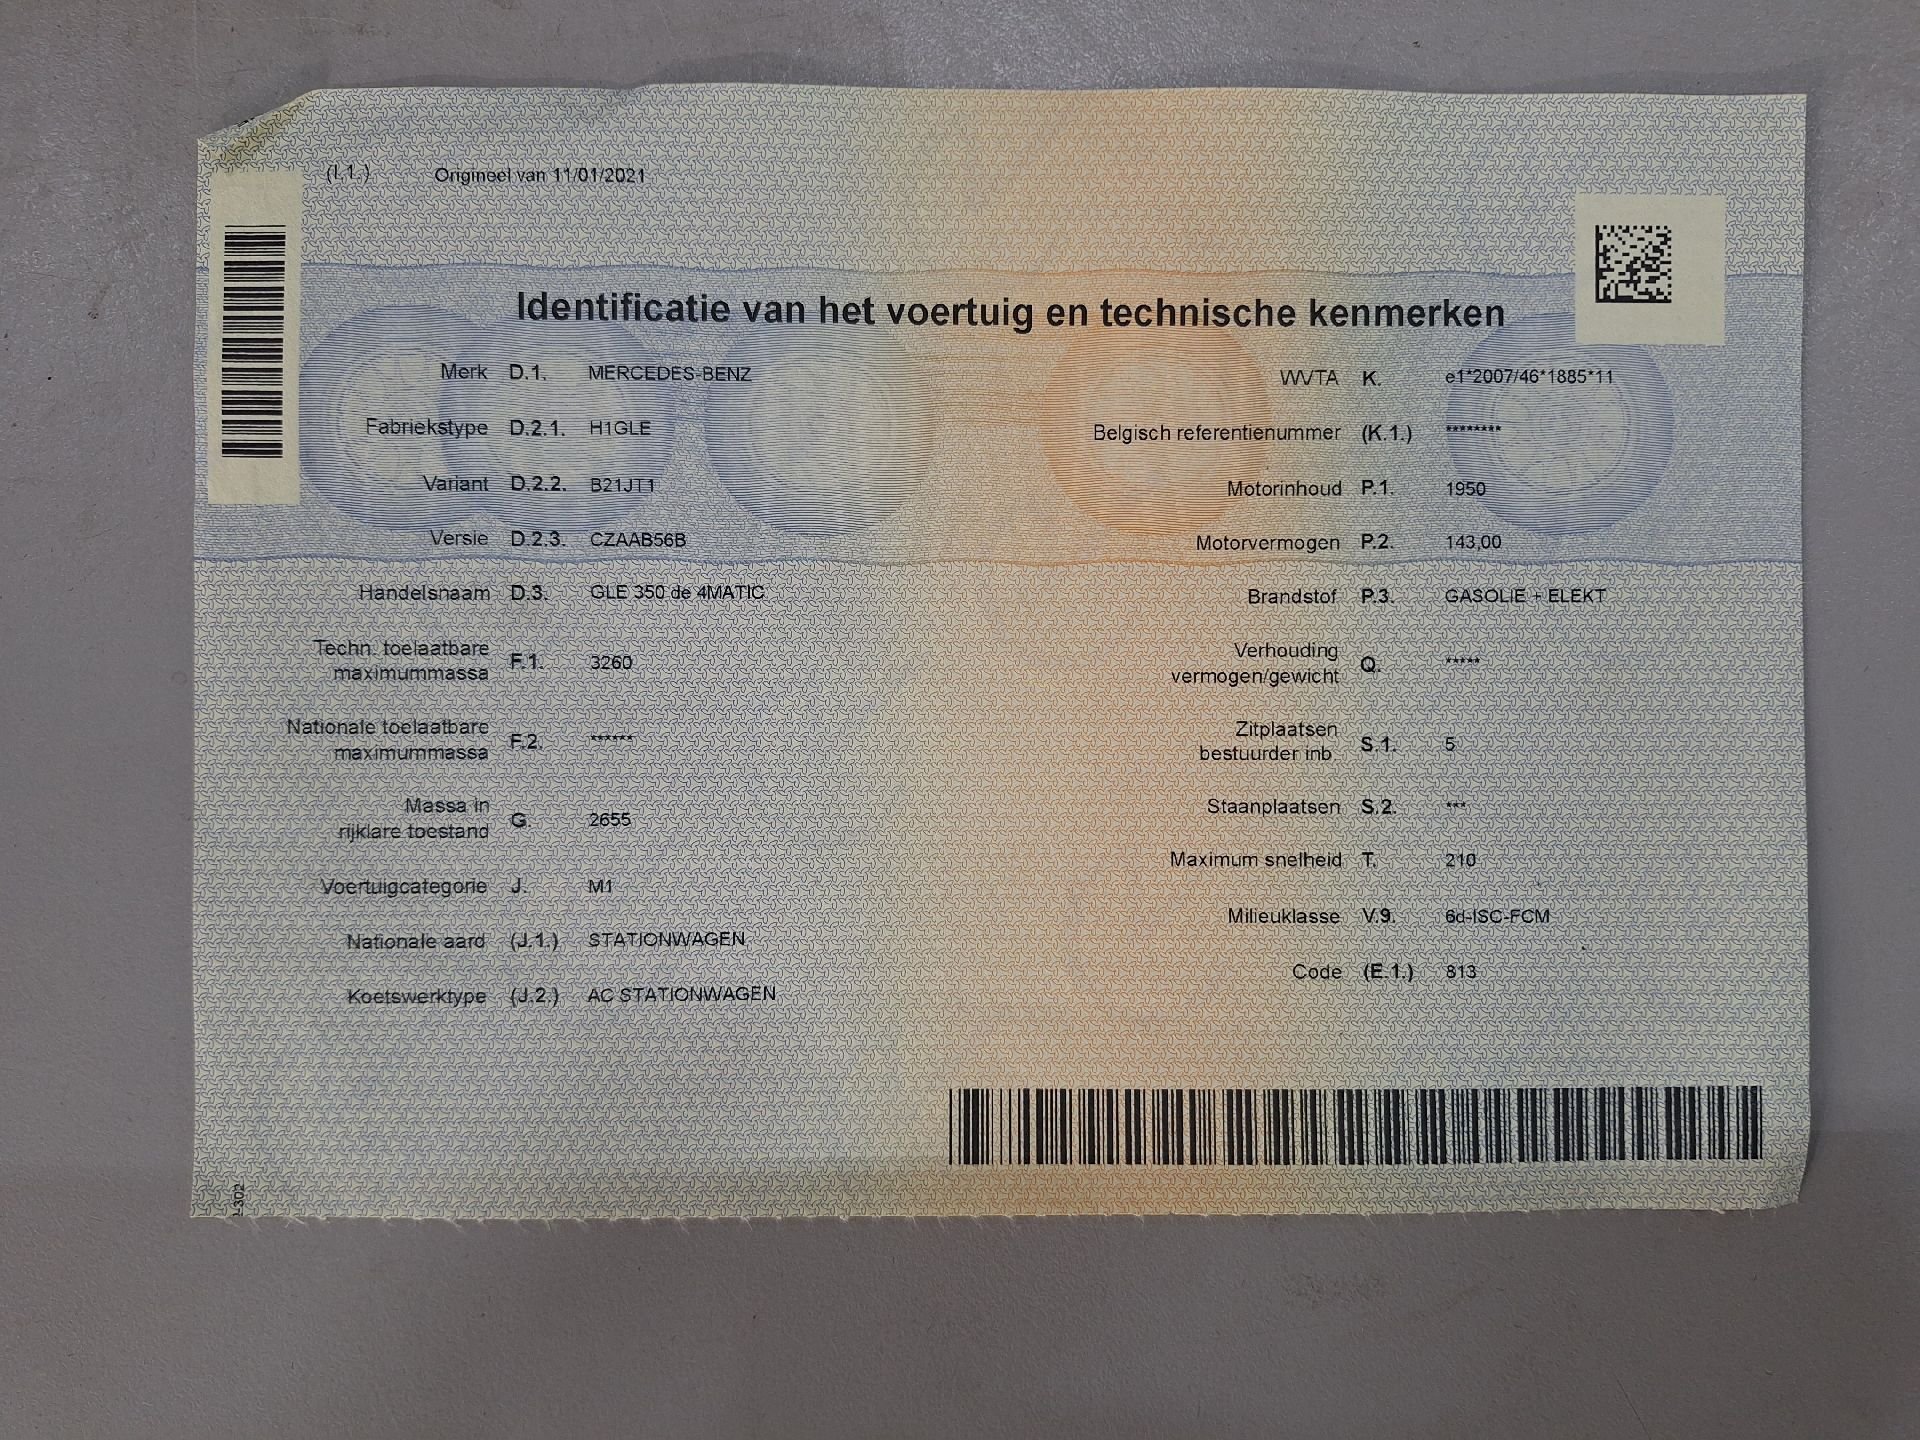 (I.1.) Origineel van 11/01/2021
Identificatie van het voertuig en technische kenmerken
Merk D.1. MERCEDES-BENZ
Fabriekstype D.2.1. H1GLE
Variant D.2.2. B21JT1
Versie D.2.3. CZAAB56B
Handelsnaam D.3. GLE 350 de 4MATIC
Techn. toelaatbare
maximummassa F.1. 3260
Nationale toelaatbare
maximummassa F.2. ******
Massa in
rijklare toestand G. 2655
Voertuigcategorie J. M1
Nationale aard (J.1.) STATIONWAGEN
Koetswerktype (J.2.) AC STATIONWAGEN
WVTA K. e1*2007/46*1885*11
Belgisch referentienummer (K.1.) ********
Motorinhoud P.1. 1950
Motorvermogen P.2. 143,00
Brandstof P.3. GASOLIE + ELEKT
Verhouding
vermogen/gewicht Q. *****
Zitplaatsen
bestuurder inb. S.1. 5
Staanplaatsen S.2. ***
Maximum snelheid T. 210
Milieuklasse V.9. 6d-ISC-FCM
Code (E.1.) 813